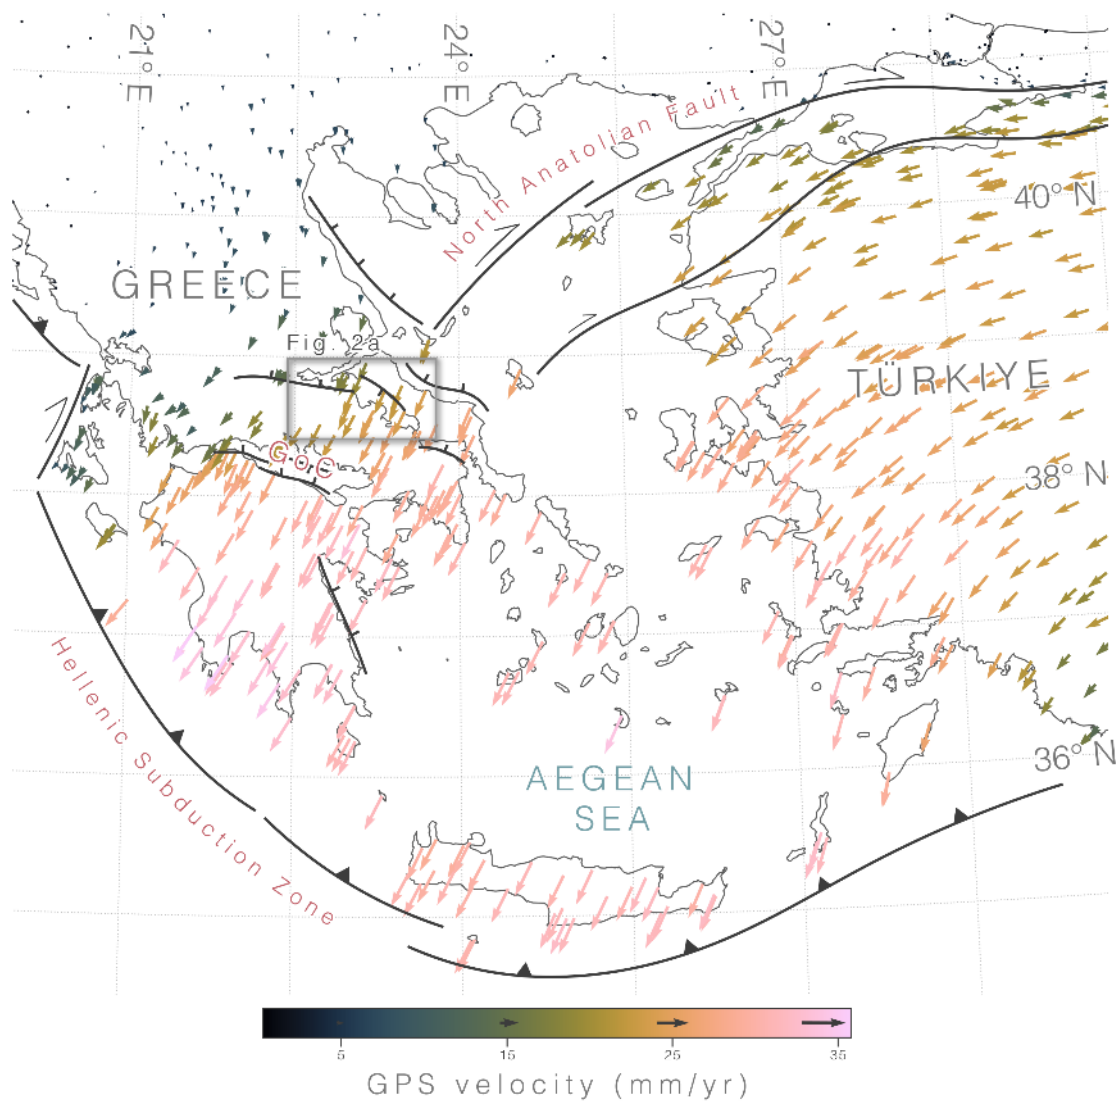 21° E
24° E
27° E
North Anatolian Fault
40° N
GREECE
Fig. 2a
TÜRKIYE
GoC
38° N
Hellenic Subduction Zone
36° N
AEGEAN
SEA
5
15
25
35
GPS velocity (mm/yr)